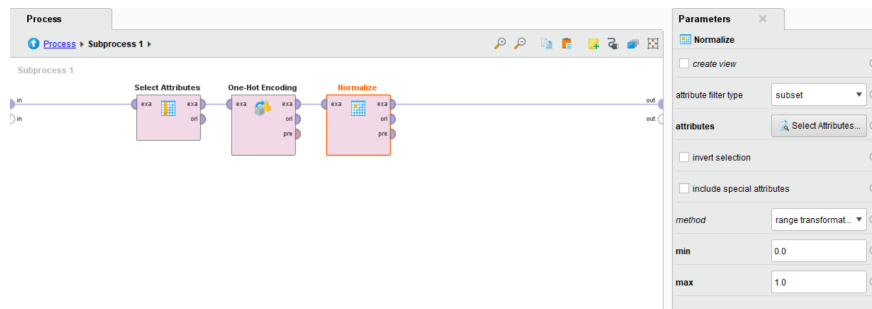 Process
Process ▸ Subprocess 1 ▸
Subprocess 1
in
in
Select Attributes
exa exa
ori
One-Hot Encoding
exa exa
ori
pre
Normalize
exa exa
ori
pre
out
out
Parameters
Normalize
create view
attribute filter type subset
attributes Select Attributes...
invert selection
include special attributes
method range transformat...
min 0.0
max 1.0